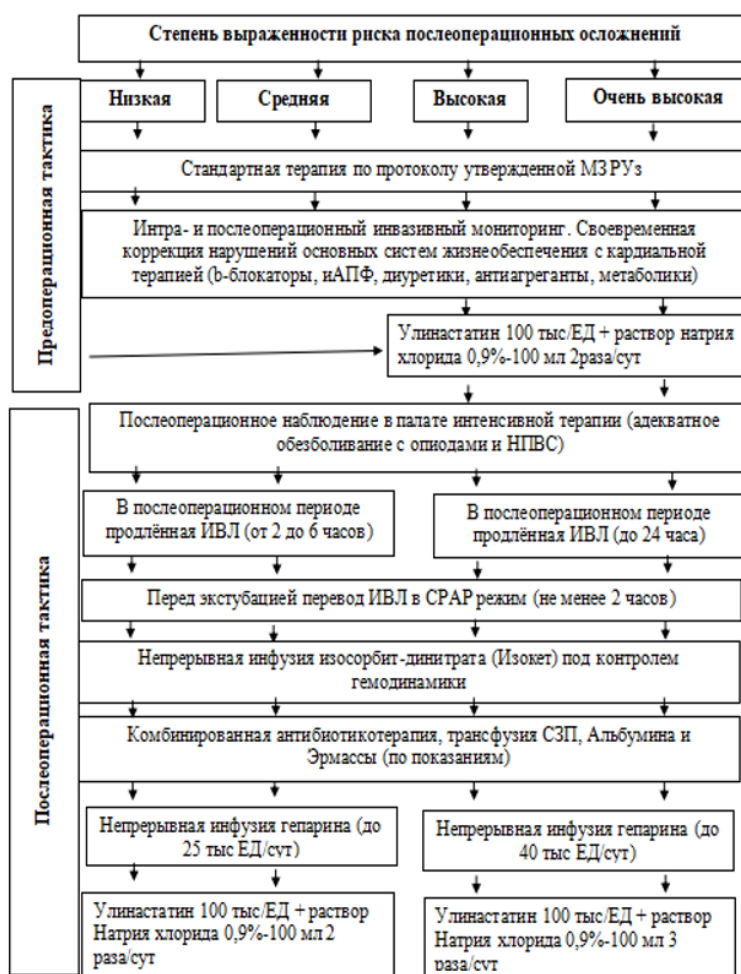 Степень выраженности риска послеоперационных осложнений
Низкая
Средняя
Высокая
Очень высокая
Предоперационная тактика
Стандартная терапия по протоколу утвержденной МЗ РУз
Интра- и послеоперационный инвазивный мониторинг. Своевременная
коррекция нарушений основных систем жизнеобеспечения с кардиальной
терапией (b-блокаторы, иАПФ, диуретики, антиагреганты, метаболики)
Улинастатин 100 тыс/ЕД + раствор натрия
хлорида 0,9%-100 мл 2раза/сут
Послеоперационная тактика
Послеоперационное наблюдение в палате интенсивной терапии (адекватное
обезболивание с опиодами и НПВС)
В послеоперационном периоде
продлённая ИВЛ (от 2 до 6 часов)
В послеоперационном периоде
продлённая ИВЛ (до 24 часа)
Перед экстубацией перевод ИВЛ в CPAP режим (не менее 2 часов)
Непрерывная инфузия изосорбит-динитрата (Изокет) под контролем
гемодинамики
Комбинированная антибиотикотерапия, трансфузия СЗП, Альбумина и
Эрмассы (по показаниям)
Непрерывная инфузия гепарина (до
25 тыс ЕД/сут)
Непрерывная инфузия гепарина (до
40 тыс ЕД/сут)
Улинастатин 100 тыс/ЕД + раствор
Натрия хлорида 0,9%-100 мл 2
раза/сут
Улинастатин 100 тыс/ЕД + раствор
Натрия хлорида 0,9%-100 мл 3
раза/сут